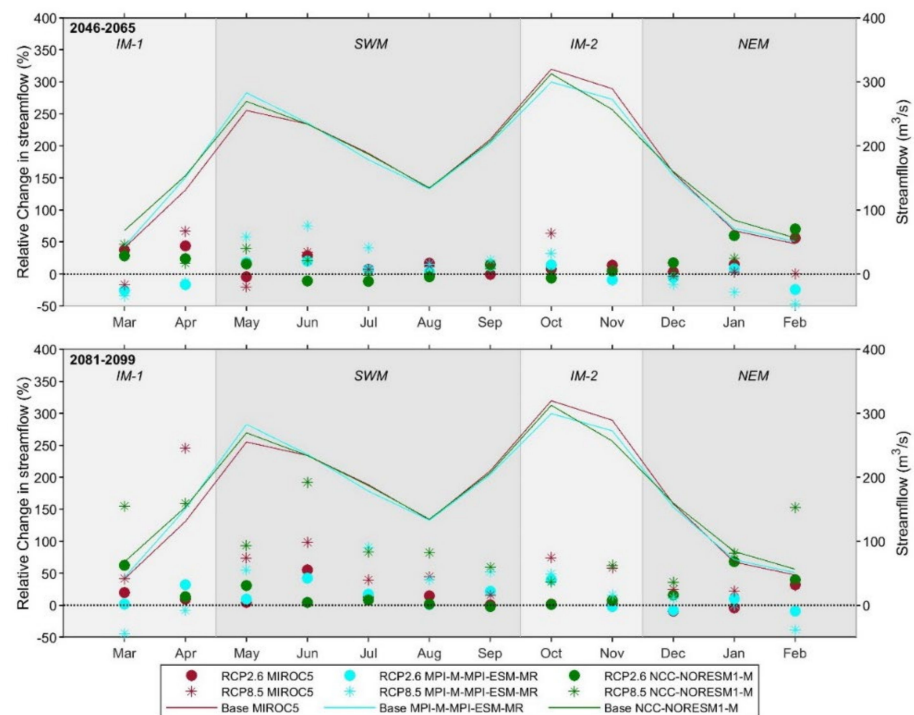 2046-2065
IM-1
SWM
IM-2
NEM
Relative Change in streamflow (%)
400
350
300
250
200
150
100
50
0
-50
400
300
200
100
0
Streamfllow (m³/s)
Mar Apr May Jun Jul Aug Sep Oct Nov Dec Jan Feb
2081-2099
IM-1
SWM
IM-2
NEM
Relative Change in streamflow (%)
400
350
300
250
200
150
100
50
0
-50
400
300
200
100
0
Streamfllow (m³/s)
Mar Apr May Jun Jul Aug Sep Oct Nov Dec Jan Feb
RCP2.6 MIROC5 RCP2.6 MPI-M-MPI-ESM-MR RCP2.6 NCC-NORESM1-M
RCP8.5 MIROC5 RCP8.5 MPI-M-MPI-ESM-MR RCP8.5 NCC-NORESM1-M
Base MIROC5 Base MPI-M-MPI-ESM-MR Base NCC-NORESM1-M